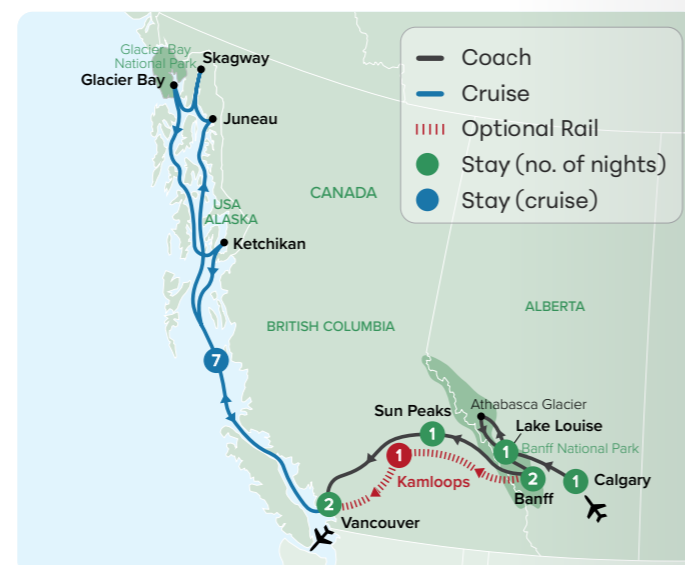 Glacier Bay
National Park
Skagway
Glacier Bay
Juneau
CANADA
USA
ALASKA
Ketchikan
Coach
Cruise
Optional Rail
Stay (no. of nights)
Stay (cruise)
BRITISH COLUMBIA
ALBERTA
7
Athabasca Glacier
Sun Peaks
1
Lake Louise
1
Banff National Park
1
Kamloops
2
Banff
1
Calgary
2
Vancouver